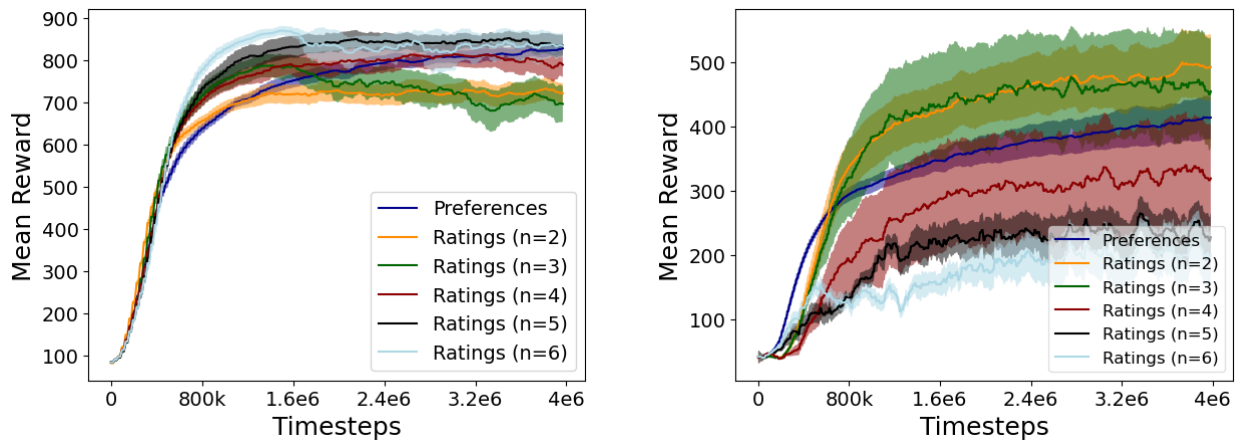 900
800
700
600
500
400
300
200
100
Mean Reward
0
800k
1.6e6
2.4e6
3.2e6
4e6
Timesteps
Preferences
Ratings (n=2)
Ratings (n=3)
Ratings (n=4)
Ratings (n=5)
Ratings (n=6)
500
400
300
200
100
Mean Reward
0
800k
1.6e6
2.4e6
3.2e6
4e6
Timesteps
Preferences
Ratings (n=2)
Ratings (n=3)
Ratings (n=4)
Ratings (n=5)
Ratings (n=6)